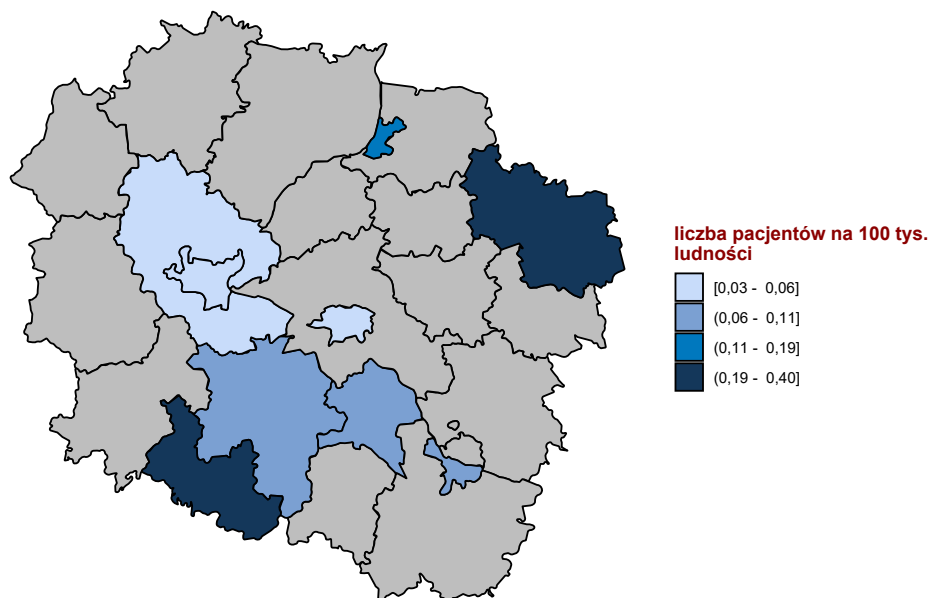 liczba pacjentów na 100 tys.
ludności
[0,03 - 0,06]
(0,06 - 0,11]
(0,11 - 0,19]
(0,19 - 0,40]